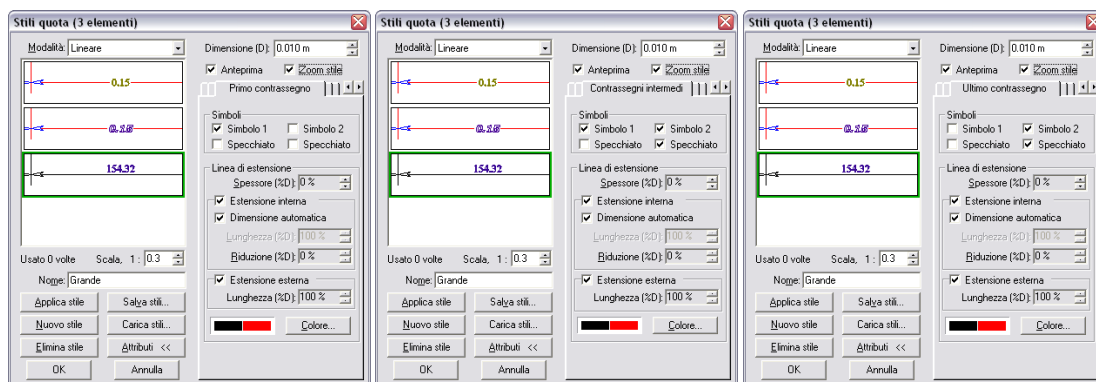 Stili quota (3 elementi)
Modalità: Lineare
Dimensione (D): 0.010 m
Anteprima
Zoom stile
0.15
Primo contrassegno
Simboli
Simbolo 1
Simbolo 2
Specchiato
Specchiato
154.32
Linea di estensione
Spessore (%D): 0 %
Estensione interna
Dimensione automatica
Lunghezza (%D): 100 %
Riduzione (%D): 0 %
Usato 0 volte
Scala, 1 : 0.3
Nome: Grande
Estensione esterna
Lunghezza (%D): 100 %
Applica stile
Salva stili...
Nuovo stile
Carica stili...
Colore...
Elimina stile
Attributi <<
OK
Annulla
Stili quota (3 elementi)
Modalità: Lineare
Dimensione (D): 0.010 m
Anteprima
Zoom stile
0.15
Contrassegni intermedi
Simboli
Simbolo 1
Simbolo 2
Specchiato
Specchiato
154.32
Linea di estensione
Spessore (%D): 0 %
Estensione interna
Dimensione automatica
Lunghezza (%D): 100 %
Riduzione (%D): 0 %
Usato 0 volte
Scala, 1 : 0.3
Nome: Grande
Estensione esterna
Lunghezza (%D): 100 %
Applica stile
Salva stili...
Nuovo stile
Carica stili...
Colore...
Elimina stile
Attributi <<
OK
Annulla
Stili quota (3 elementi)
Modalità: Lineare
Dimensione (D): 0.010 m
Anteprima
Zoom stile
0.15
Ultimo contrassegno
Simboli
Simbolo 1
Simbolo 2
Specchiato
Specchiato
154.32
Linea di estensione
Spessore (%D): 0 %
Estensione interna
Dimensione automatica
Lunghezza (%D): 100 %
Riduzione (%D): 0 %
Usato 0 volte
Scala, 1 : 0.3
Nome: Grande
Estensione esterna
Lunghezza (%D): 100 %
Applica stile
Salva stili...
Nuovo stile
Carica stili...
Colore...
Elimina stile
Attributi <<
OK
Annulla